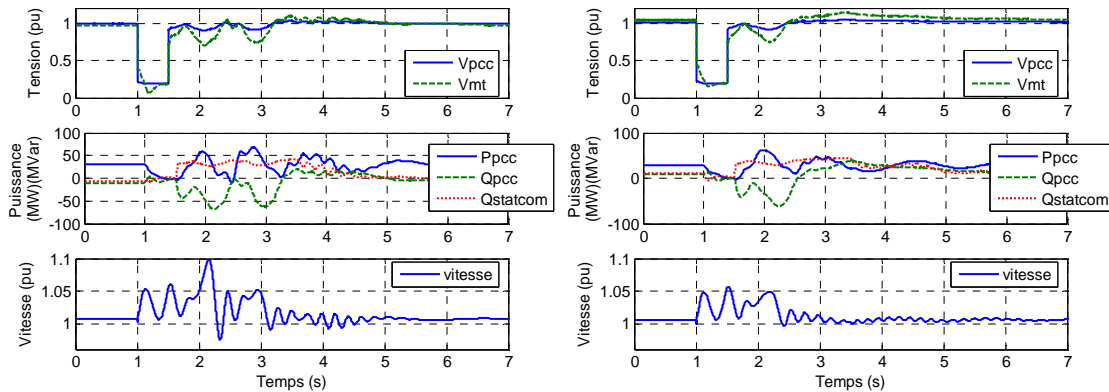 Tension (pu)
1
0.5
0
Vpcc
Vmt
0 1 2 3 4 5 6 7
Puissance
(MW)(MVar)
100
50
0
-50
-100
Ppcc
Qpcc
Qstatcom
0 1 2 3 4 5 6 7
Vitesse (pu)
1.1
1.05
1
vitesse
0 1 2 3 4 5 6 7
Temps (s)
Tension (pu)
1
0.5
0
Vpcc
Vmt
0 1 2 3 4 5 6 7
Puissance
(MW)(MVar)
100
50
0
-50
-100
Ppcc
Qpcc
Qstatcom
0 1 2 3 4 5 6 7
Vitesse (pu)
1.1
1.05
1
vitesse
0 1 2 3 4 5 6 7
Temps (s)